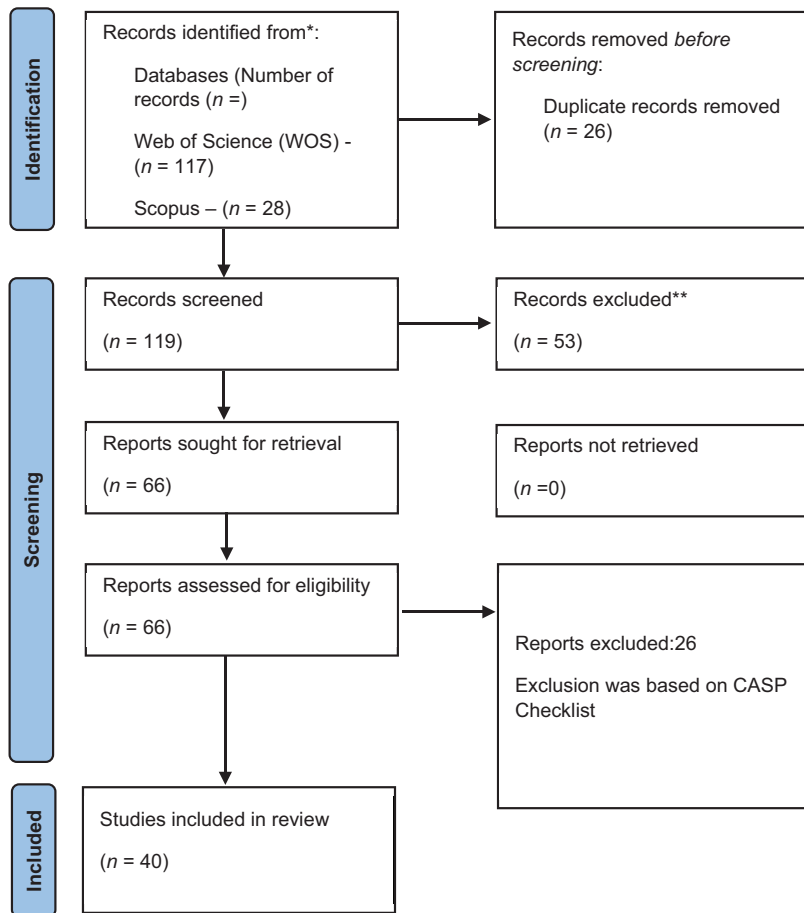 Identification
Records identified from*:
Databases (Number of
records (n =)
Web of Science (WOS) -
(n = 117)
Scopus – (n = 28)
Records removed before
screening:
Duplicate records removed
(n = 26)
Screening
Records screened
(n = 119)
Records excluded**
(n = 53)
Reports sought for retrieval
(n = 66)
Reports not retrieved
(n =0)
Reports assessed for eligibility
(n = 66)
Reports excluded:26
Exclusion was based on CASP
Checklist
Included
Studies included in review
(n = 40)